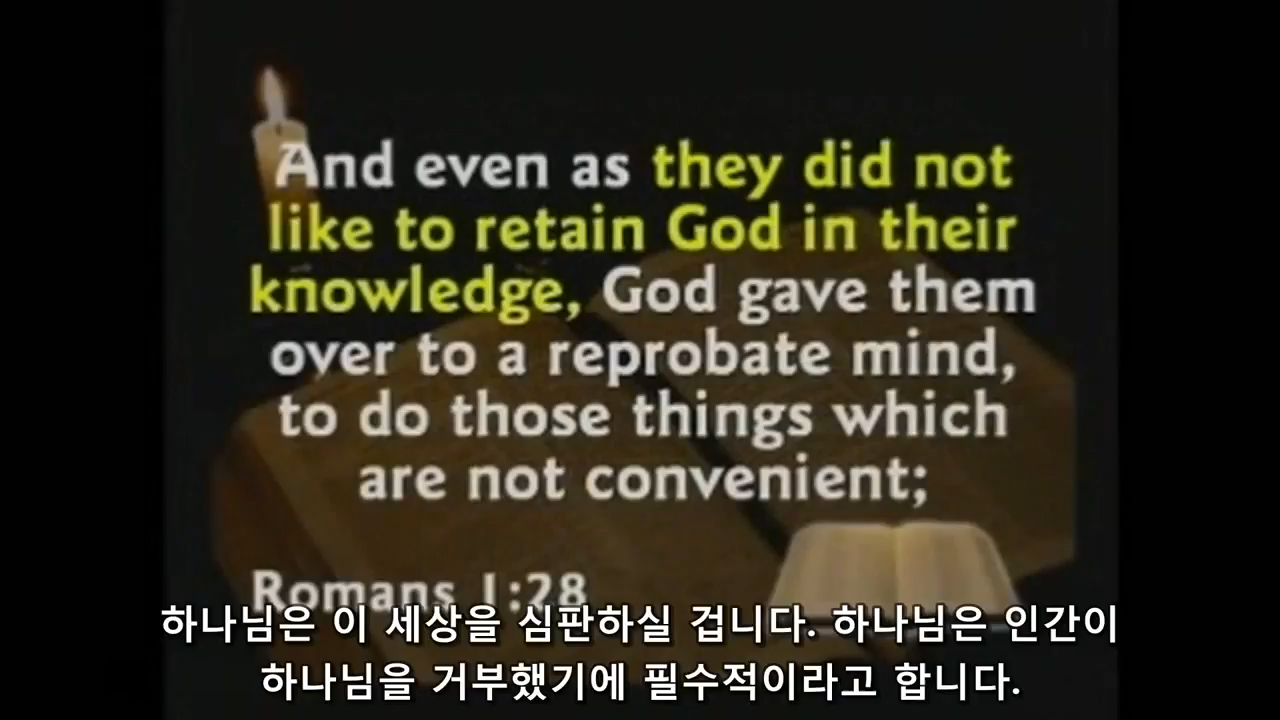 And even as they did not
like to retain God in their
knowledge, God gave them
over to a reprobate mind,
to do those things which
are not convenient;
Romans 1:28
하나님은 이 세상을 심판하실 겁니다. 하나님은 인간이
하나님을 거부했기에 필수적이라고 합니다.